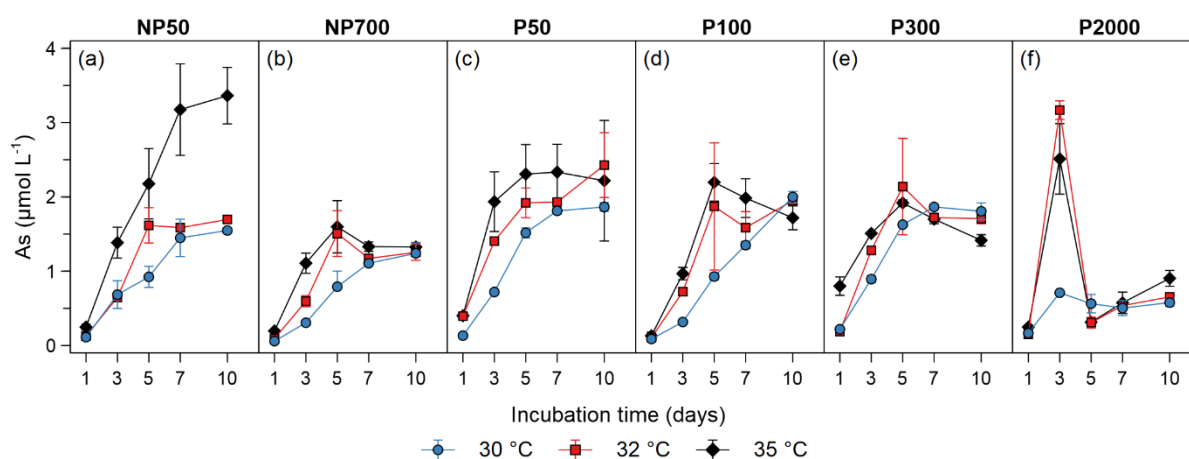 NP50 NP700 P50 P100 P300 P2000
(a) (b) (c) (d) (e) (f)
4
3
2
1
0
As (µmol L⁻¹)
1 3 5 7 10 1 3 5 7 10 1 3 5 7 10 1 3 5 7 10 1 3 5 7 10 1 3 5 7 10
Incubation time (days)
30 °C 32 °C 35 °C